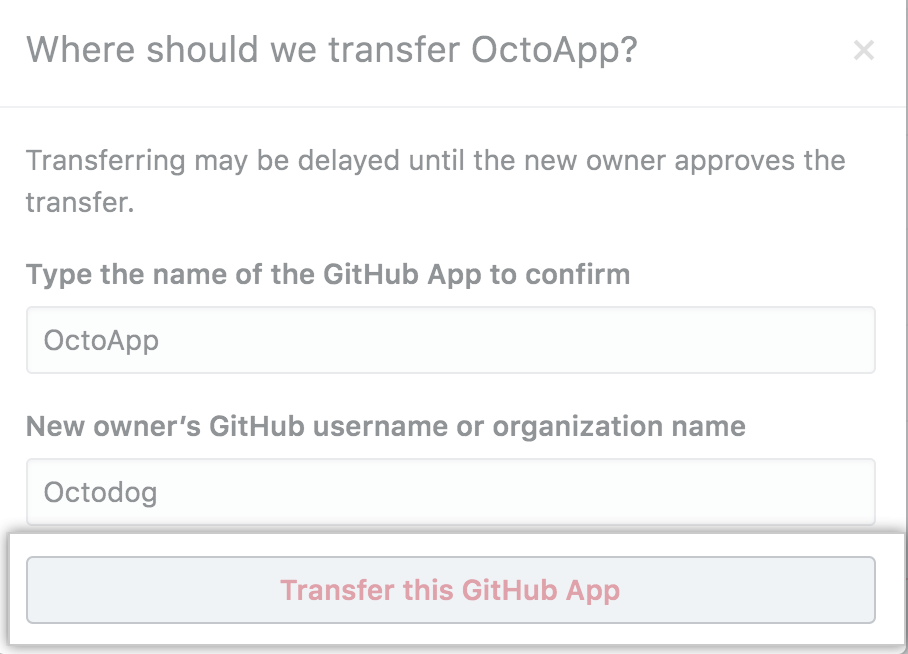 Where should we transfer OctoApp?
Transferring may be delayed until the new owner approves the
transfer.
Type the name of the GitHub App to confirm
OctoApp
New owner’s GitHub username or organization name
Octodog
Transfer this GitHub App